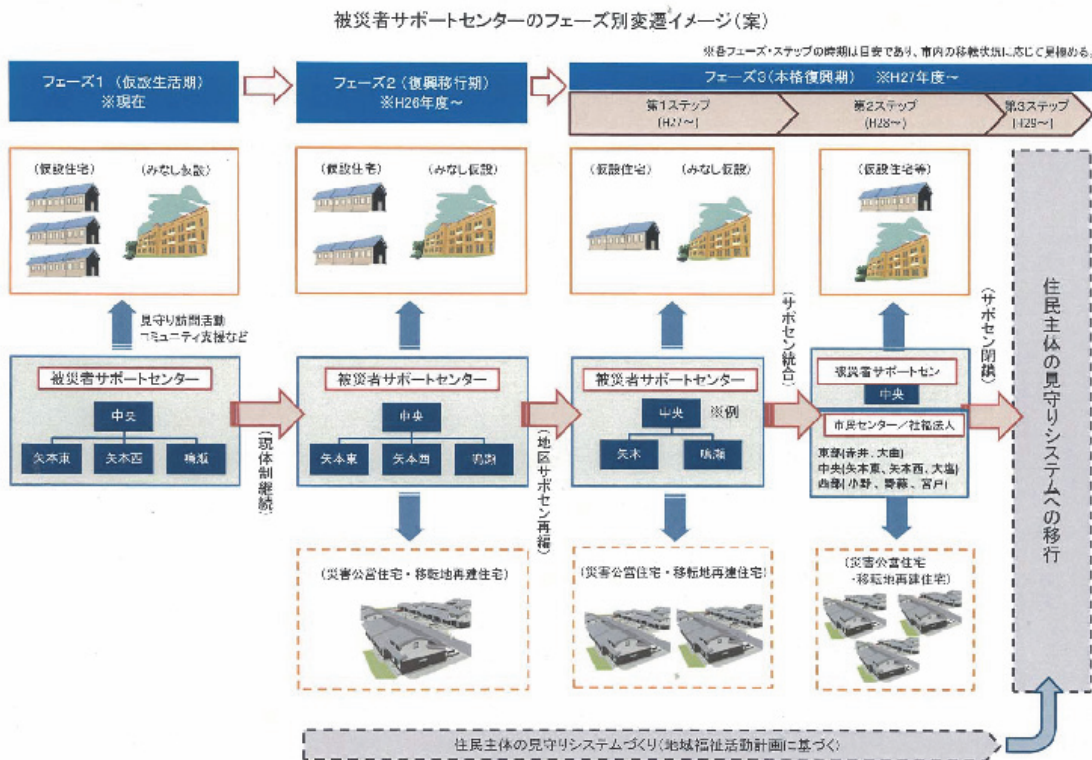 被災者サポートセンターのフェーズ別変遷イメージ(案)
※各フェーズ・ステップの時期は目安であり、市内の移転状況に応じて見極める。
フェーズ1 (仮設生活期)
※現在
フェーズ2 (復興移行期)
※H26年度~
フェーズ3(本格復興期) ※H27年度~
第1ステップ
(H27~)
第2ステップ
(H28~)
第3ステップ
(H29~)
(仮設住宅)
(みなし仮設)
(仮設住宅)
(みなし仮設)
(仮設住宅)
(みなし仮設)
(仮設住宅等)
見守り訪問活動
コミュニティ支援など
被災者サポートセンター
中央
矢本東
矢本西
鳴瀬
(現体制継続)
被災者サポートセンター
中央
矢本東
矢本西
鳴瀬
(地区サポセン再編)
被災者サポートセンター
中央
※例
矢本
鳴瀬
(サポセン統合)
被災者サポートセン
中央
市民センター/社福法人
東部(赤井、大曲)
中央(矢本東、矢本西、大塩)
西部(小野、野蒜、宮戸)
(サポセン閉鎖)
住民主体の見守りシステムへの移行
(災害公営住宅・移転地再建住宅)
(災害公営住宅・移転地再建住宅)
(災害公営住宅
・移転地再建住宅)
住民主体の見守りシステムづくり(地域福祉活動計画に基づく)